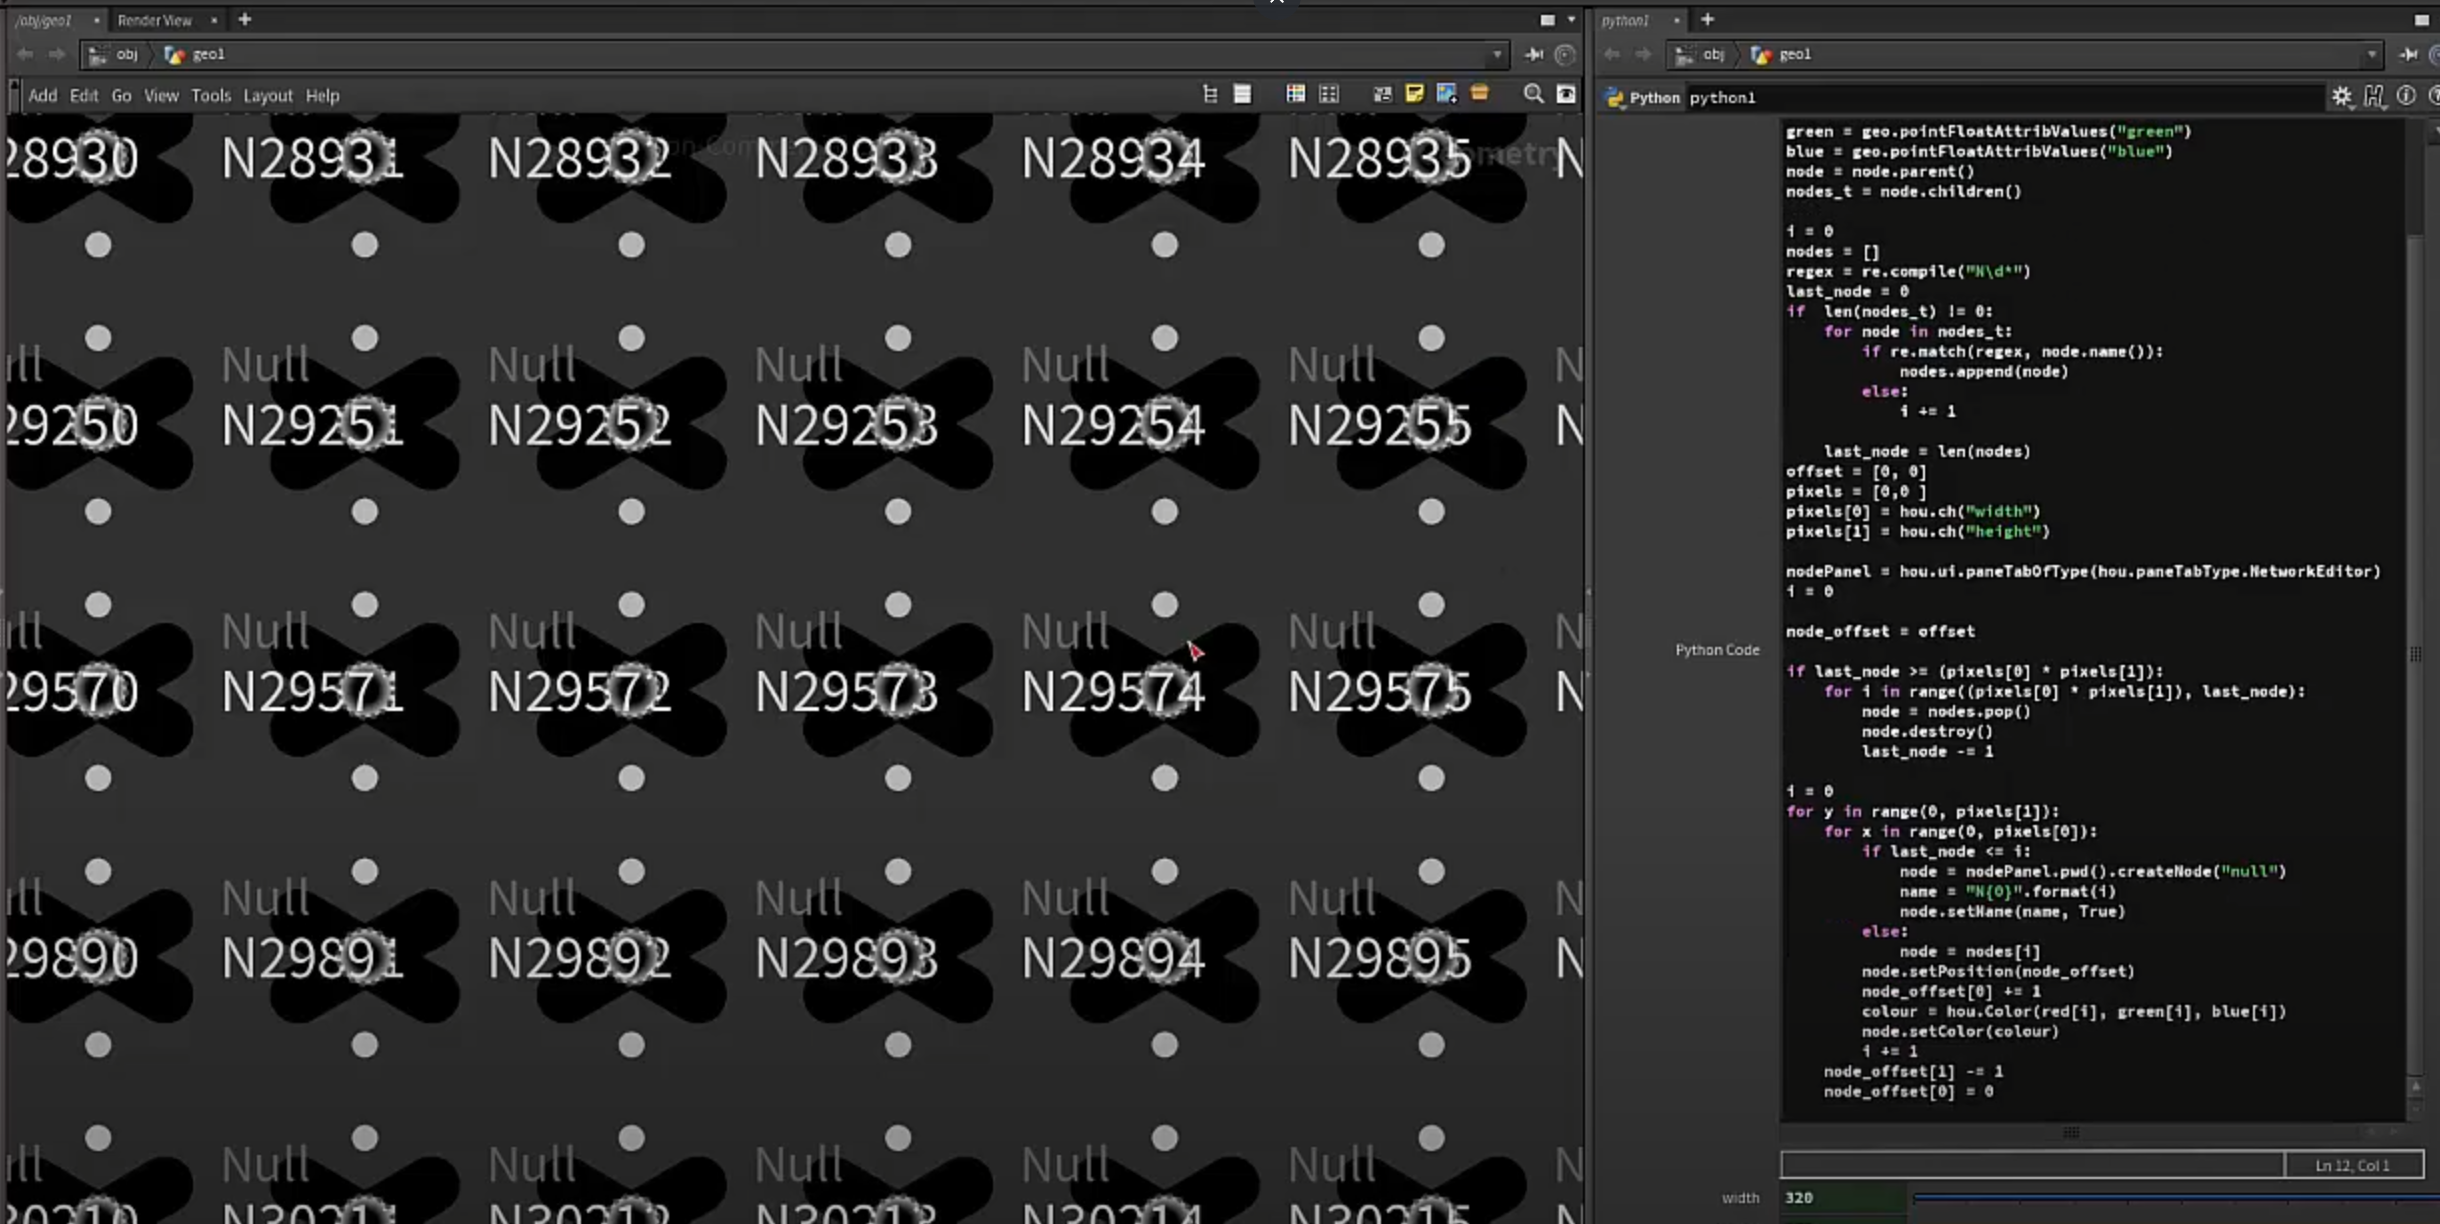 /obj/geo1
Render View
obj
geo1
Add Edit Go View Tools Layout Help
28930 N28931 N28932 N28933 N28934 N28935 N
ll Null Null Null Null Null N
29250 N29251 N29252 N29253 N29254 N29255 N
ll Null Null Null Null Null N
29570 N29571 N29572 N29573 N29574 N29575 N
ll Null Null Null Null Null N
29890 N29891 N29892 N29893 N29894 N29895 N
ll Null Null Null Null Null N
30210 N30211 N30212 N30213 N30214 N30215 N
python1
obj
geo1
Python python1
Python Code
green = geo.pointFloatAttribValues("green")
blue = geo.pointFloatAttribValues("blue")
node = node.parent()
nodes_t = node.children()
i = 0
nodes = []
regex = re.compile("N\d*")
last_node = 0
if len(nodes_t) != 0:
for node in nodes_t:
if re.match(regex, node.name()):
nodes.append(node)
else:
i += 1
last_node = len(nodes)
offset = [0, 0]
pixels = [0,0 ]
pixels[0] = hou.ch("width")
pixels[1] = hou.ch("height")
nodePanel = hou.ui.paneTabOfType(hou.paneTabType.NetworkEditor)
i = 0
node_offset = offset
if last_node >= (pixels[0] * pixels[1]):
for i in range((pixels[0] * pixels[1]), last_node):
node = nodes.pop()
node.destroy()
last_node -= 1
i = 0
for y in range(0, pixels[1]):
for x in range(0, pixels[0]):
if last_node <= i:
node = nodePanel.pwd().createNode("null")
name = "N{0}".format(i)
node.setName(name, True)
else:
node = nodes[i]
node.setPosition(node_offset)
node_offset[0] += 1
colour = hou.Color(red[i], green[i], blue[i])
node.setColor(colour)
i += 1
node_offset[1] -= 1
node_offset[0] = 0
Ln 12, Col 1
width 320